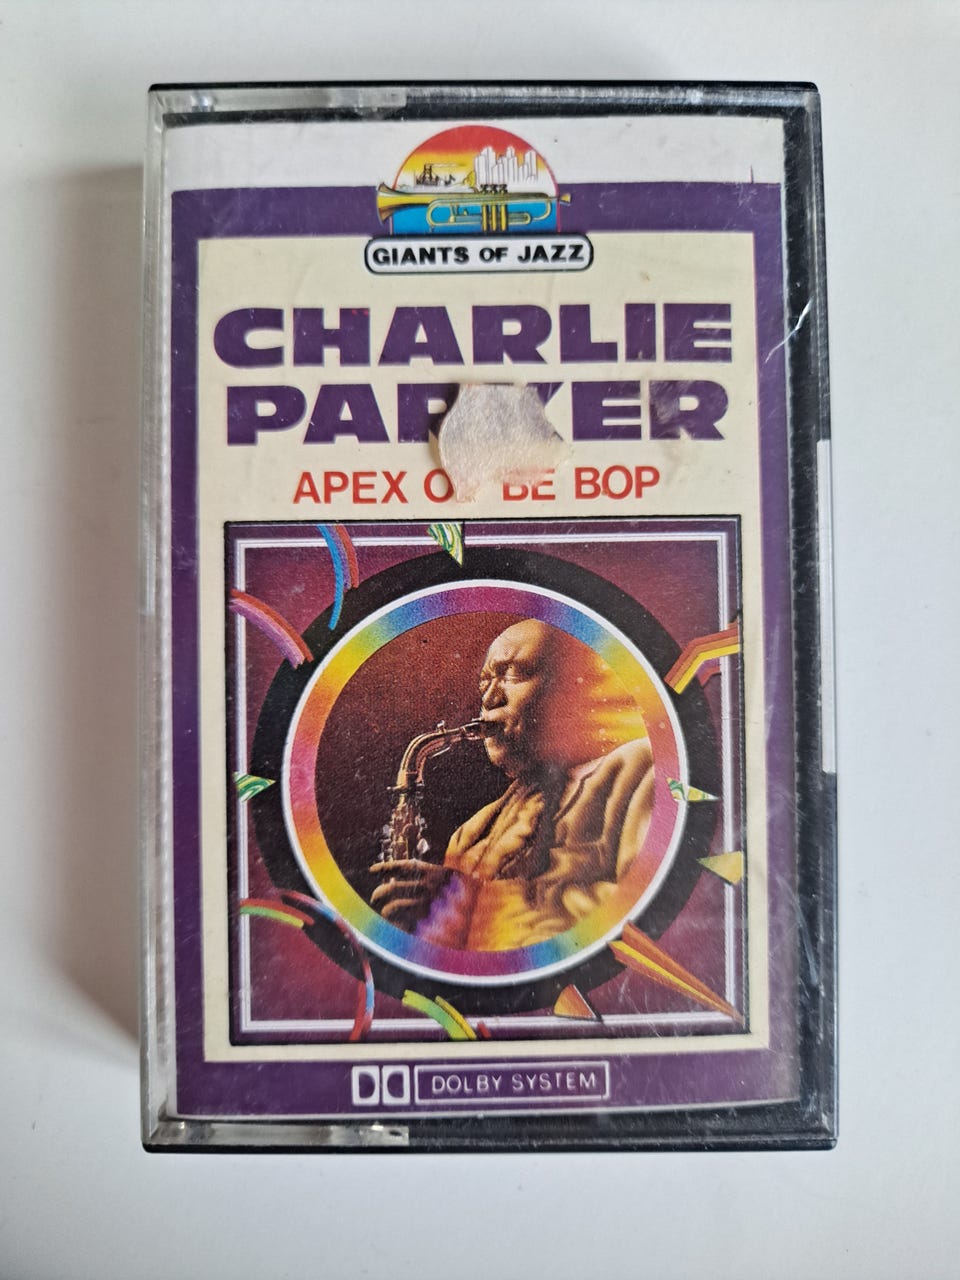 GIANTS OF JAZZ
CHARLIE
PARKER
APEX OF BE BOP
DOLBY SYSTEM